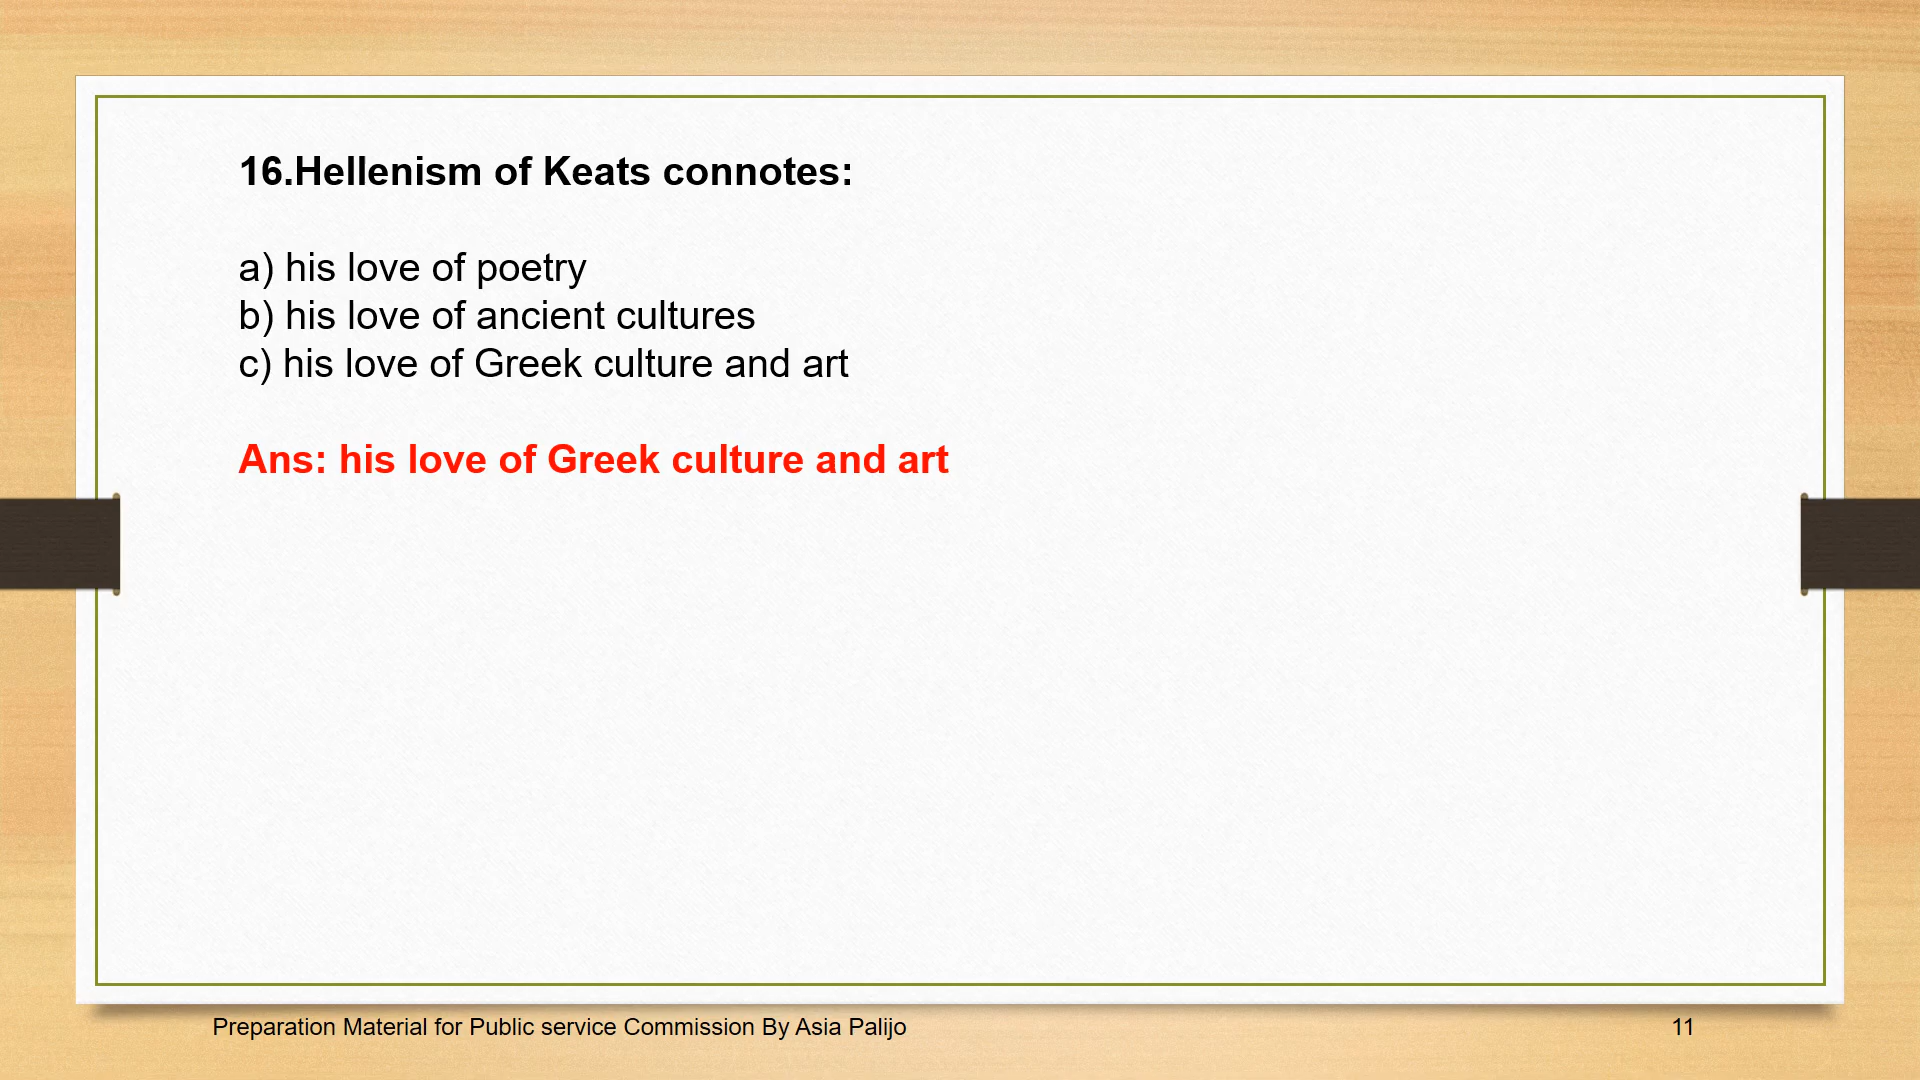 16.Hellenism of Keats connotes:
a) his love of poetry
b) his love of ancient cultures
c) his love of Greek culture and art
Ans: his love of Greek culture and art
Preparation Material for Public service Commission By Asia Palijo
11